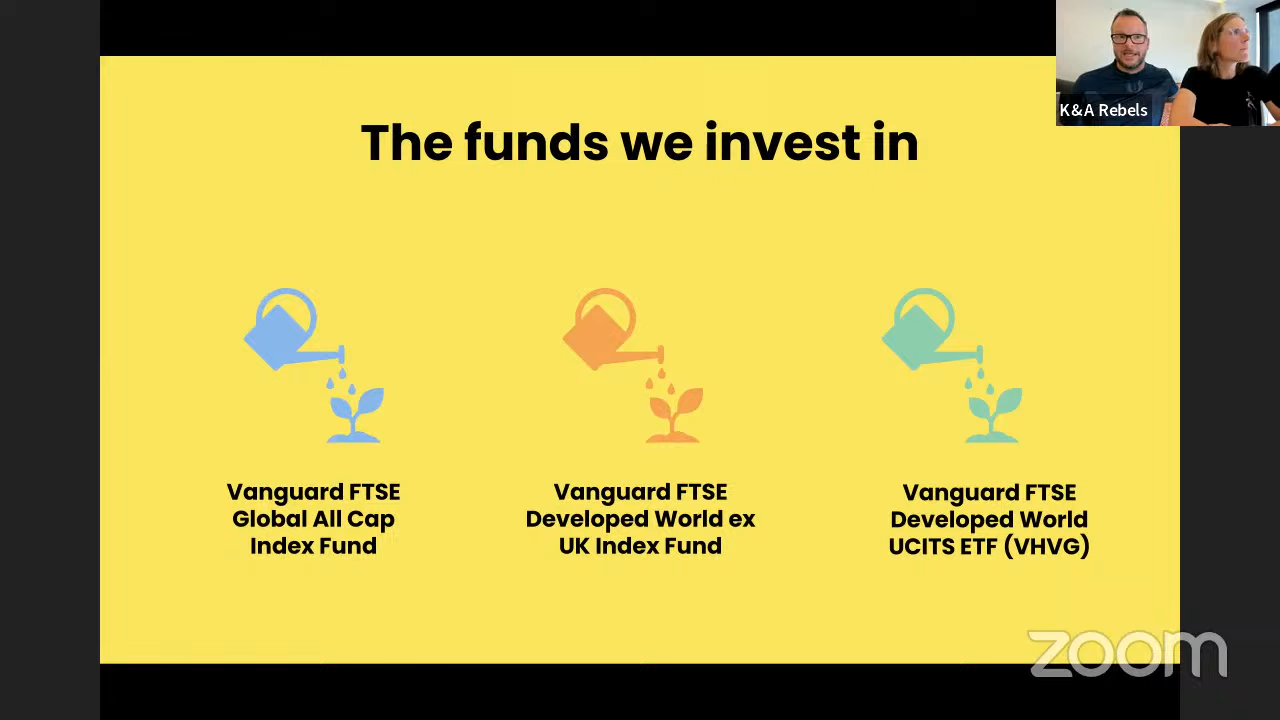 K&A Rebels
The funds we invest in
Vanguard FTSE
Global All Cap
Index Fund
Vanguard FTSE
Developed World ex
UK Index Fund
Vanguard FTSE
Developed World
UCITS ETF (VHVG)
zoom